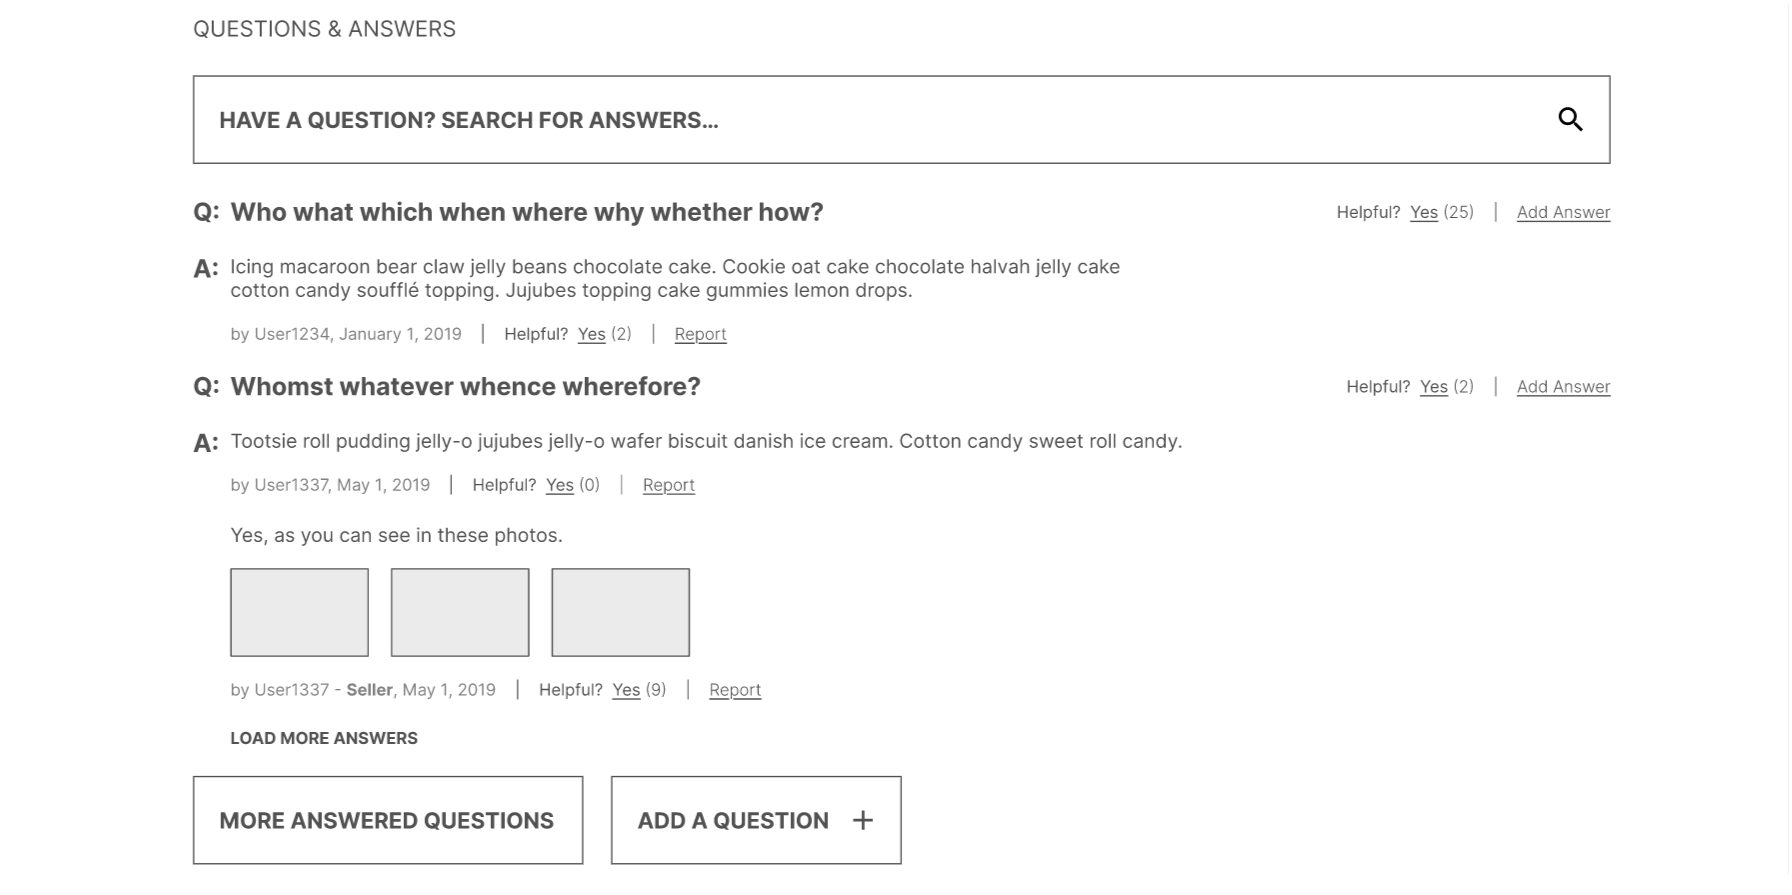 QUESTIONS & ANSWERS
HAVE A QUESTION? SEARCH FOR ANSWERS...
Q: Who what which when where why whether how? Helpful? Yes (25) | Add Answer
A: Icing macaroon bear claw jelly beans chocolate cake. Cookie oat cake chocolate halvah jelly cake
cotton candy soufflé topping. Jujubes topping cake gummies lemon drops.
by User1234, January 1, 2019 | Helpful? Yes (2) | Report
Q: Whomst whatever whence wherefore? Helpful? Yes (2) | Add Answer
A: Tootsie roll pudding jelly-o jujubes jelly-o wafer biscuit danish ice cream. Cotton candy sweet roll candy.
by User1337, May 1, 2019 | Helpful? Yes (0) | Report
Yes, as you can see in these photos.
by User1337 - Seller, May 1, 2019 | Helpful? Yes (9) | Report
LOAD MORE ANSWERS
MORE ANSWERED QUESTIONS ADD A QUESTION +